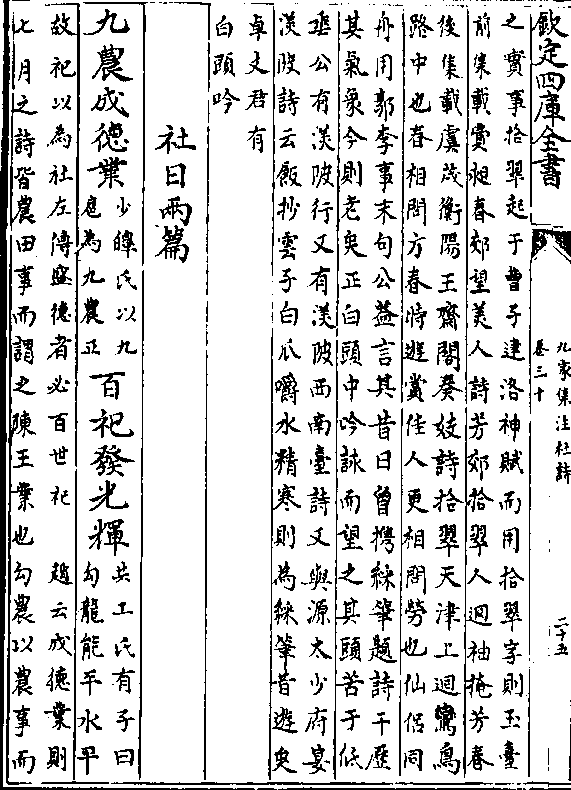 欽定四庫全書
九家集注杜詩
卷三十
二十五
之實事拾翠起于曹子建洛神賦而用拾翠字則玉臺
前集載費昶春郊望美人詩芳郊拾翠人迴袖掩芳春
後集載虞茂衡陽王齋閣奏妓詩拾翠天津上迴鸞鳥
路中也春相問方春時遊賞佳人更相問勞也仙侶同
舟用郭李事末句公蓋言其昔日曾攜綵筆題詩干歷
其氣象今則老矣正白頭中吟詠而望之其頭苦于低
垂公有渼陂行又有渼陂西南臺詩又與源大少府宴
渼陂詩云飯抄雲子白瓜嚼水精寒則為綵筆昔遊矣
卓文君有
白頭吟
社日兩篇
九農成德業
少皥氏以九
扈為九農正
百祀發光輝
共工氏有子曰
勾龍能平水平
故祀以為社左傳盛德者必百世祀 趙云成德業則
七月之詩皆農田事而謂之陳王業也勾農以農事而